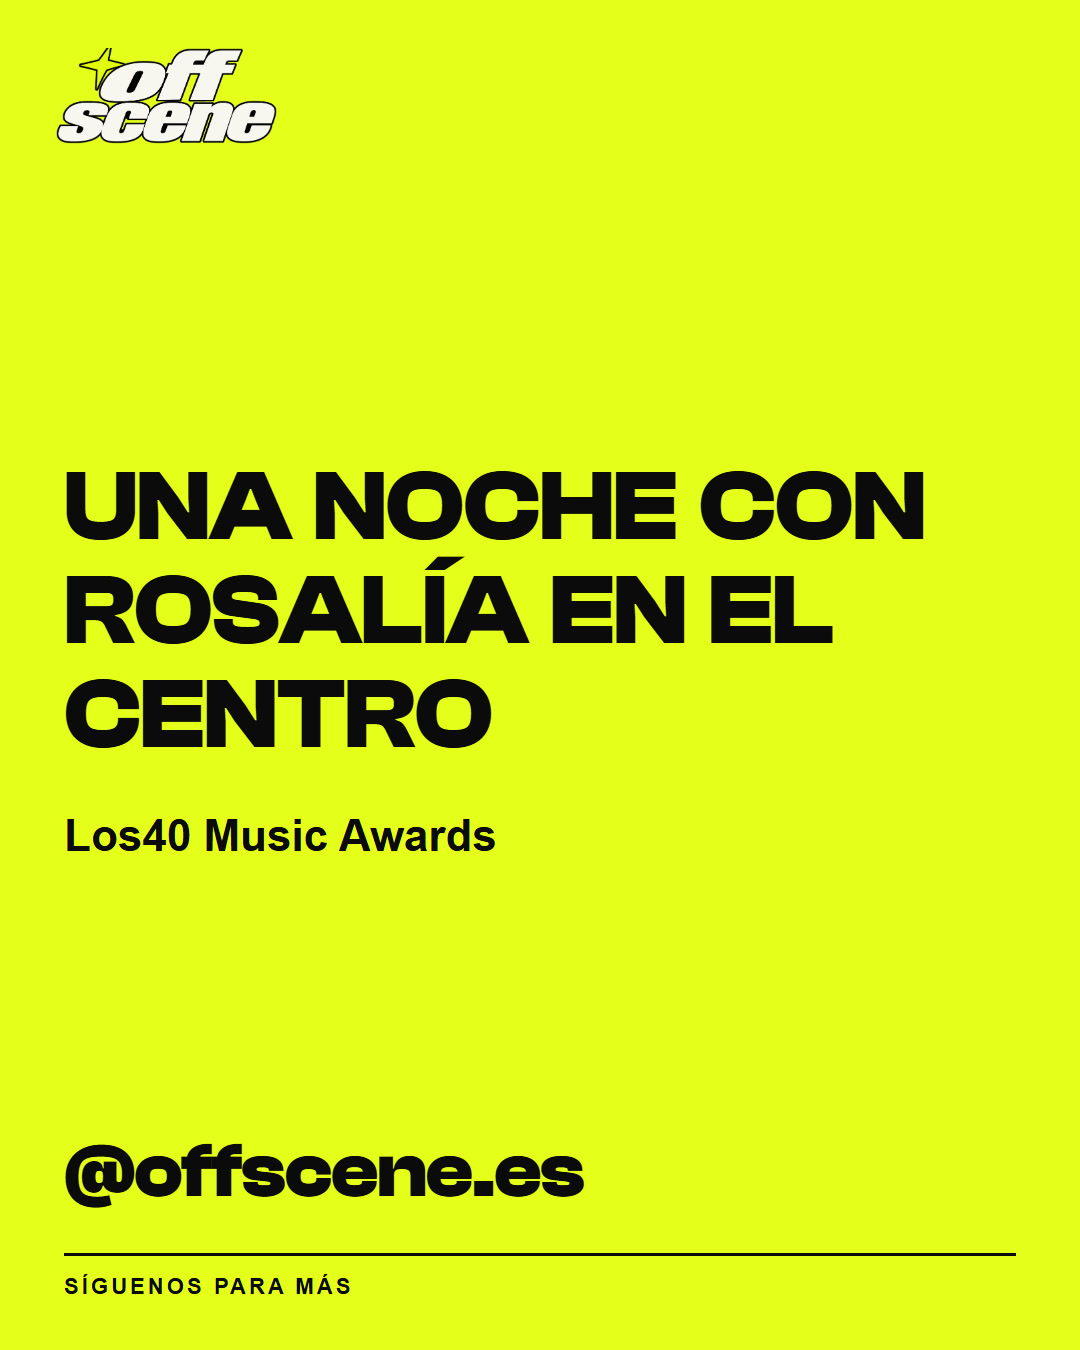 off
scene
UNA NOCHE CON
ROSALÍA EN EL
CENTRO
Los40 Music Awards
@offscene.es
SÍGUENOS PARA MÁS